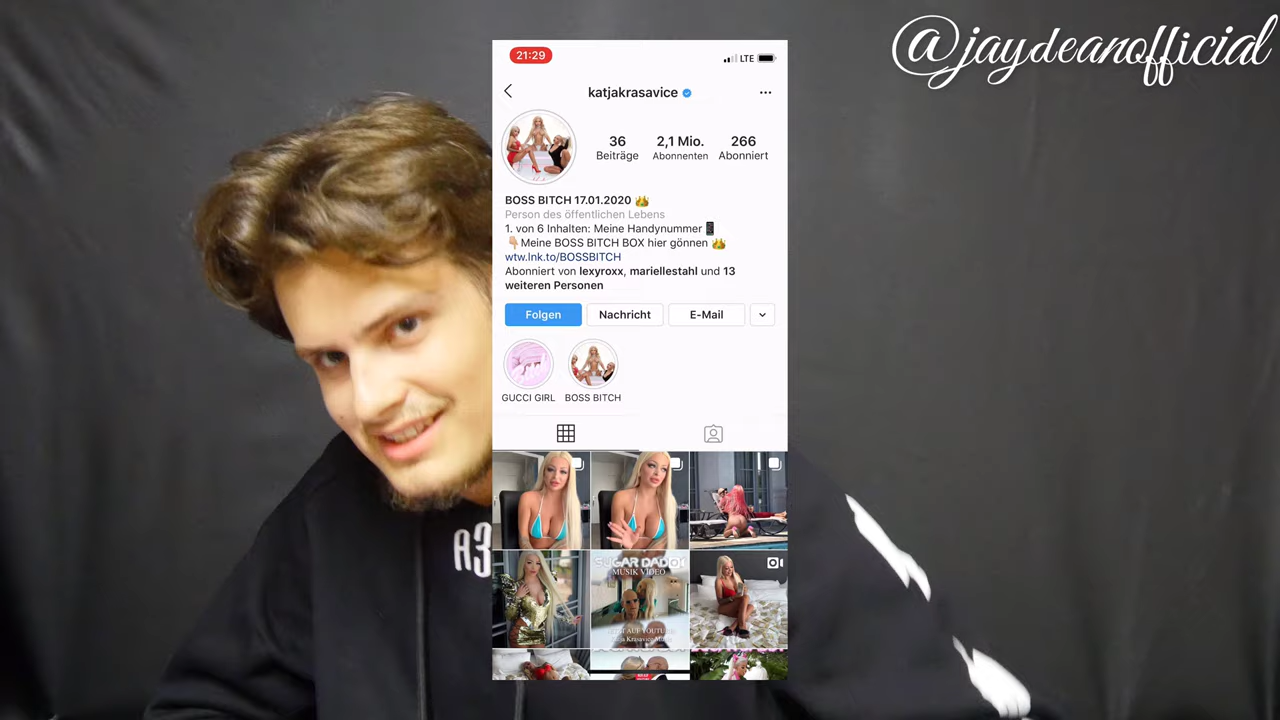 @jaydeanofficial
21:29
LTE
katjakrasavice
36
2,1 Mio.
266
Beiträge
Abonnenten
Abonniert
BOSS BITCH 17.01.2020 👑
Person des öffentlichen Lebens
1. von 6 Inhalten: Meine Handynummer📱
👇🏼Meine BOSS BITCH BOX hier gönnen 👑
wtw.lnk.to/BOSSBITCH
Abonniert von lexyroxx, mariellestahl und 13
weiteren Personen
Folgen
Nachricht
E-Mail
GUCCI GIRL
BOSS BITCH
A3
SUGAR DADDY
MUSIK VIDEO